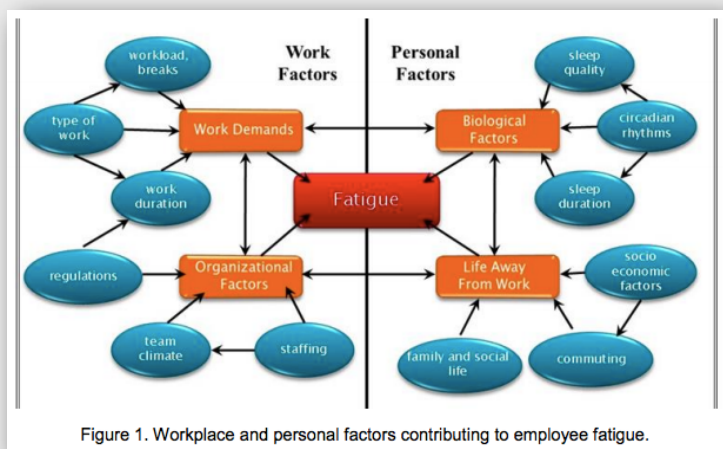 Work
Factors
Personal
Factors
workload,
breaks
type of
work
Work Demands
work
duration
sleep
quality
Biological
Factors
circadian
rhythms
sleep
duration
Fatigue
regulations
Organizational
Factors
team
climate
staffing
Life Away
From Work
socio
economic
factors
family and social
life
commuting
Figure 1. Workplace and personal factors contributing to employee fatigue.